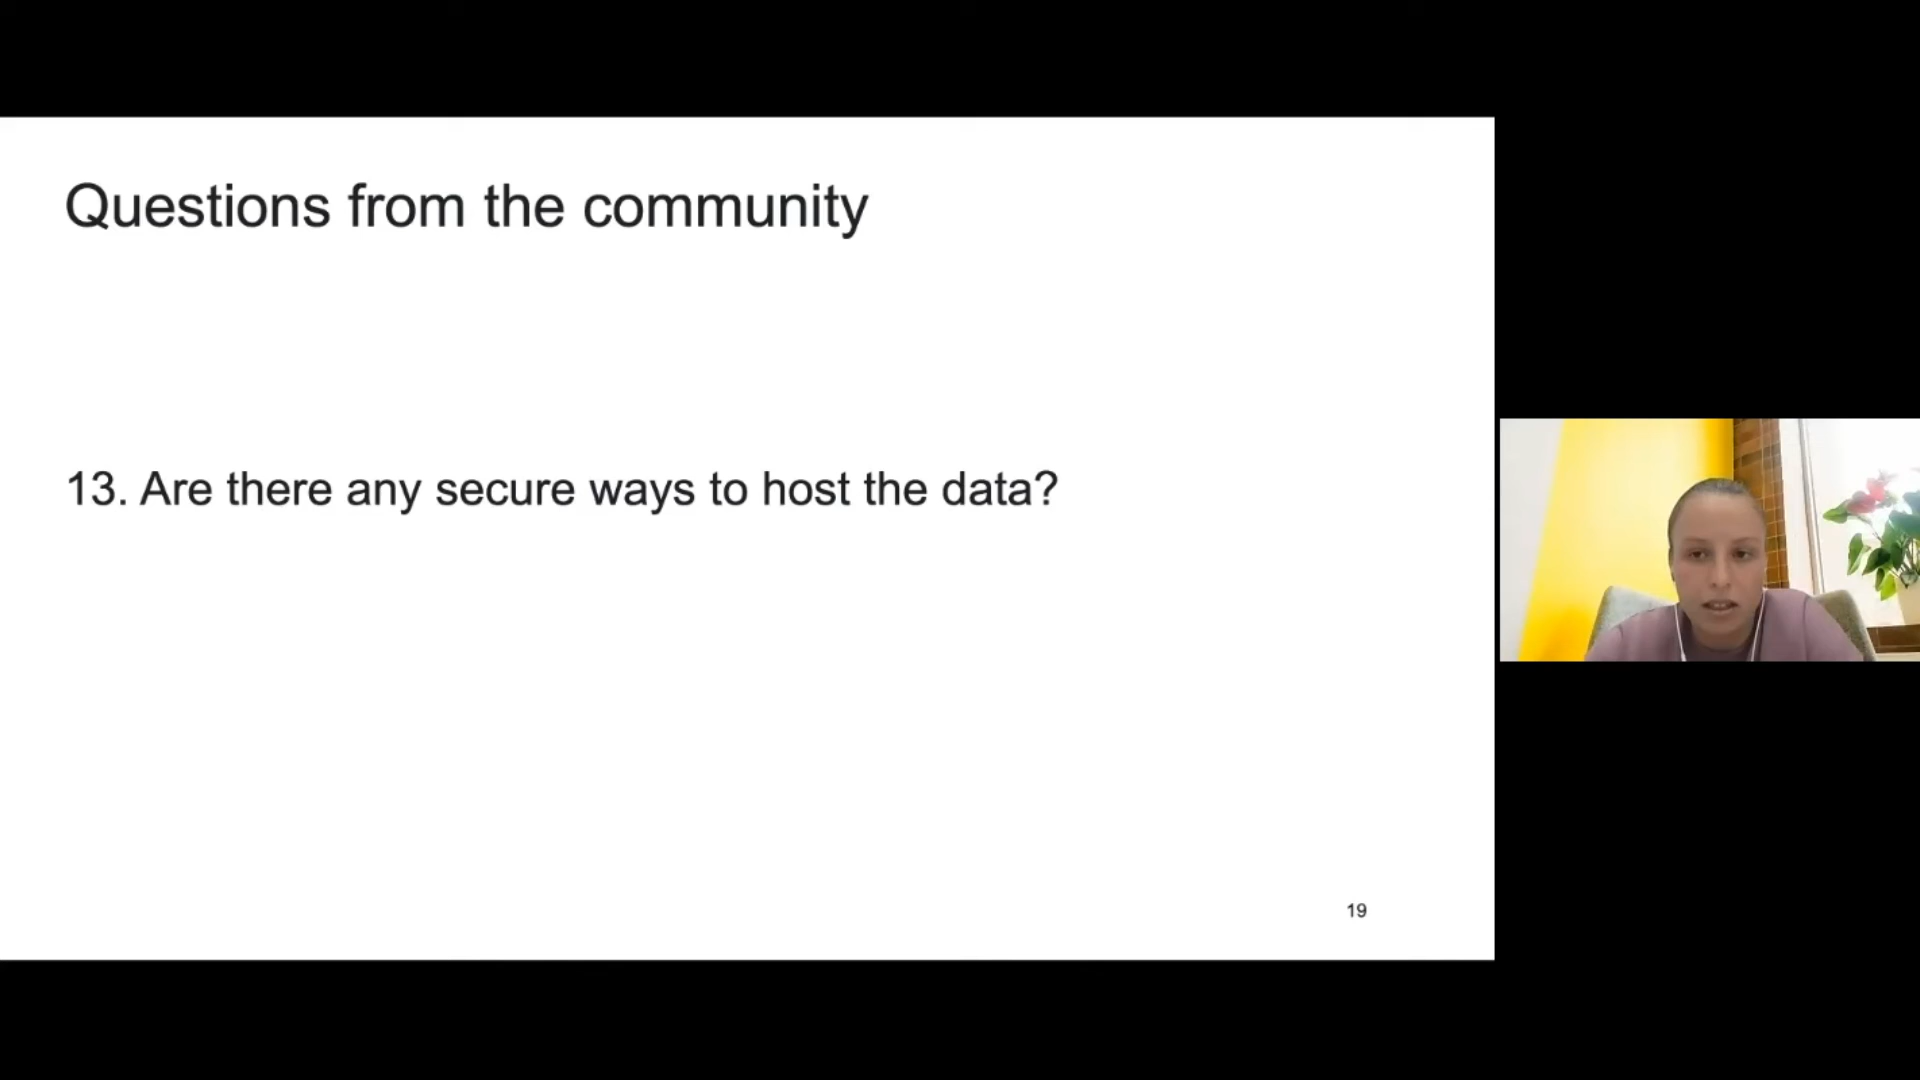 Questions from the community
13. Are there any secure ways to host the data?
19